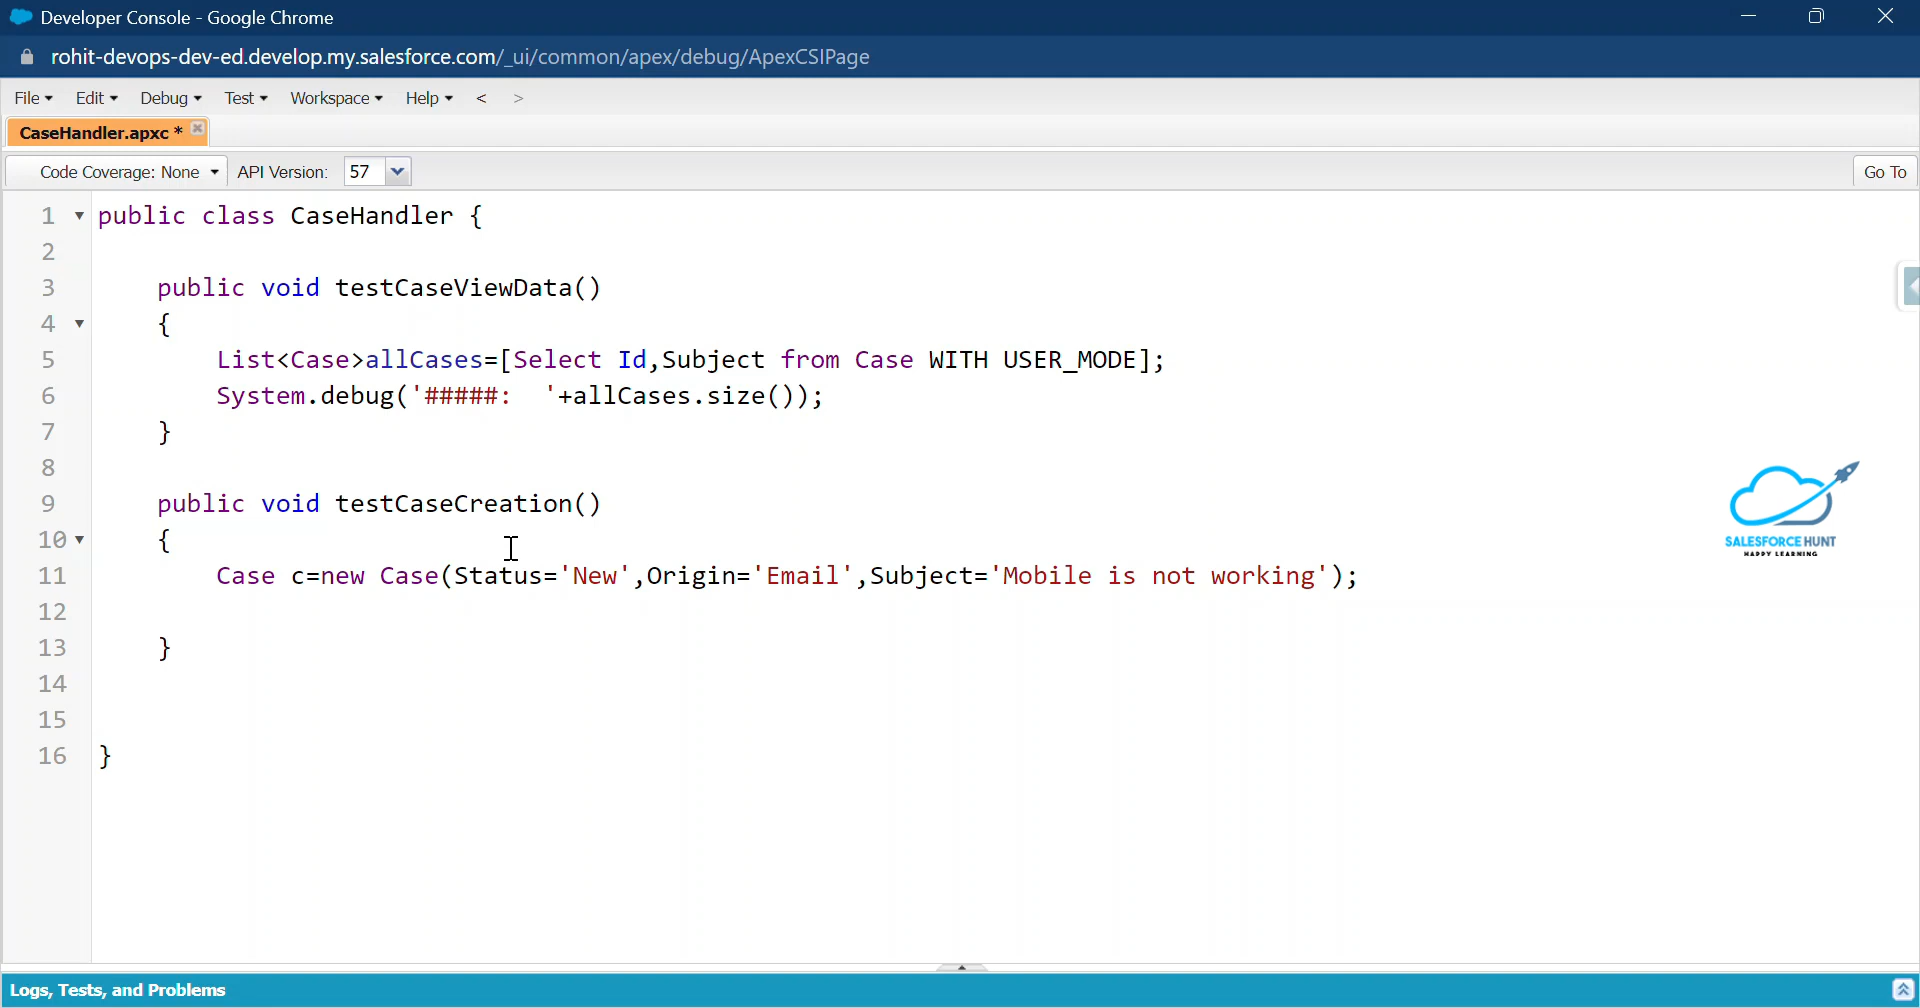 Developer Console - Google Chrome
rohit-devops-dev-ed.develop.my.salesforce.com/_ui/common/apex/debug/ApexCSIPage
File Edit Debug Test Workspace Help < >
CaseHandler.apxc *
Code Coverage: None API Version: 57 Go To
1 public class CaseHandler {
2
3 public void testCaseViewData()
4 {
5 List<Case>allCases=[Select Id,Subject from Case WITH USER_MODE];
6 System.debug('#####:  '+allCases.size());
7 }
8
9 public void testCaseCreation()
10 {
11 Case c=new Case(Status='New',Origin='Email',Subject='Mobile is not working');
12
13 }
14
15
16 }
SALESFORCE HUNT
HAPPY LEARNING
Logs, Tests, and Problems